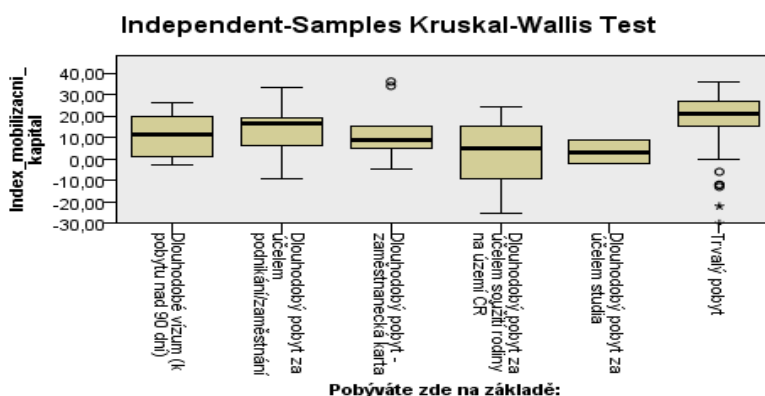 Independent-Samples Kruskal-Wallis Test
Index_mobilizacni_
kapital
40,00
30,00
20,00
10,00
0,00
-10,00
-20,00
-30,00
Dlouhodobé vízum (k
pobytu nad 90 dní)
Dlouhodobý pobyt za
účelem
podnikání/zaměstnání
Dlouhodobý pobyt -
zaměstnanecká karta
Dlouhodobý pobyt za
účelem soužití rodiny
na území ČR
Dlouhodobý pobyt za
účelem studia
Trvalý pobyt
Pobýváte zde na základě: